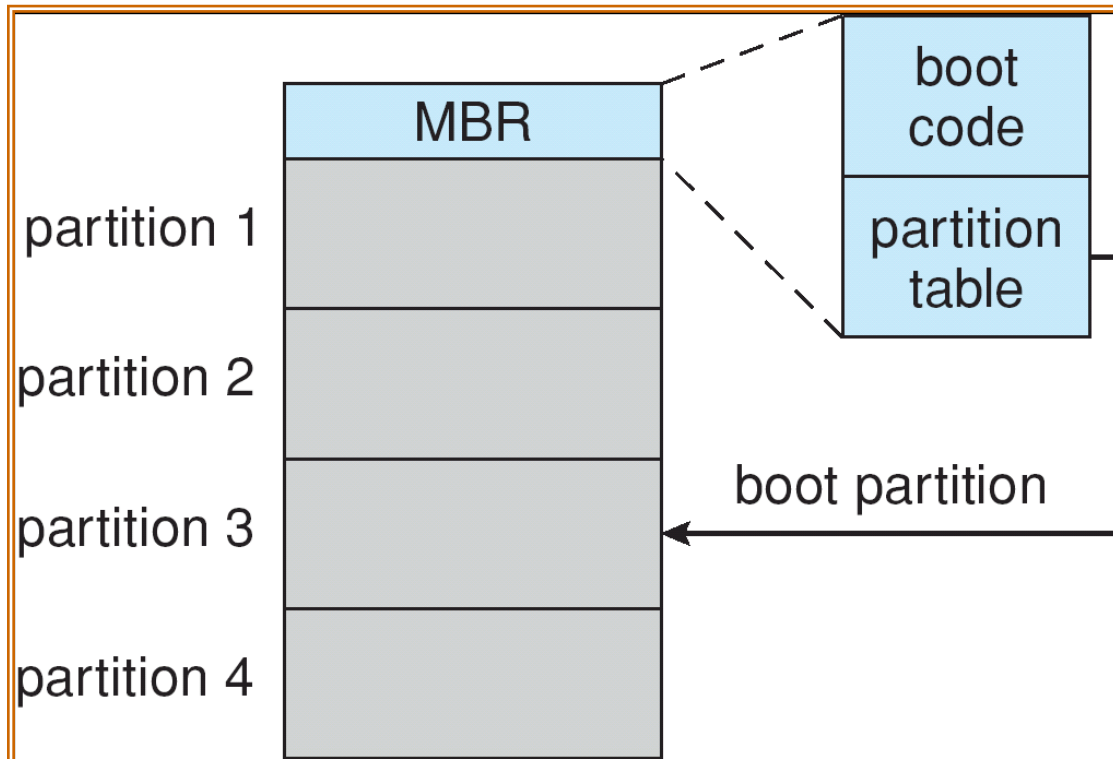 boot
code
MBR
partition
table
partition 1
partition 2
boot partition
partition 3
partition 4